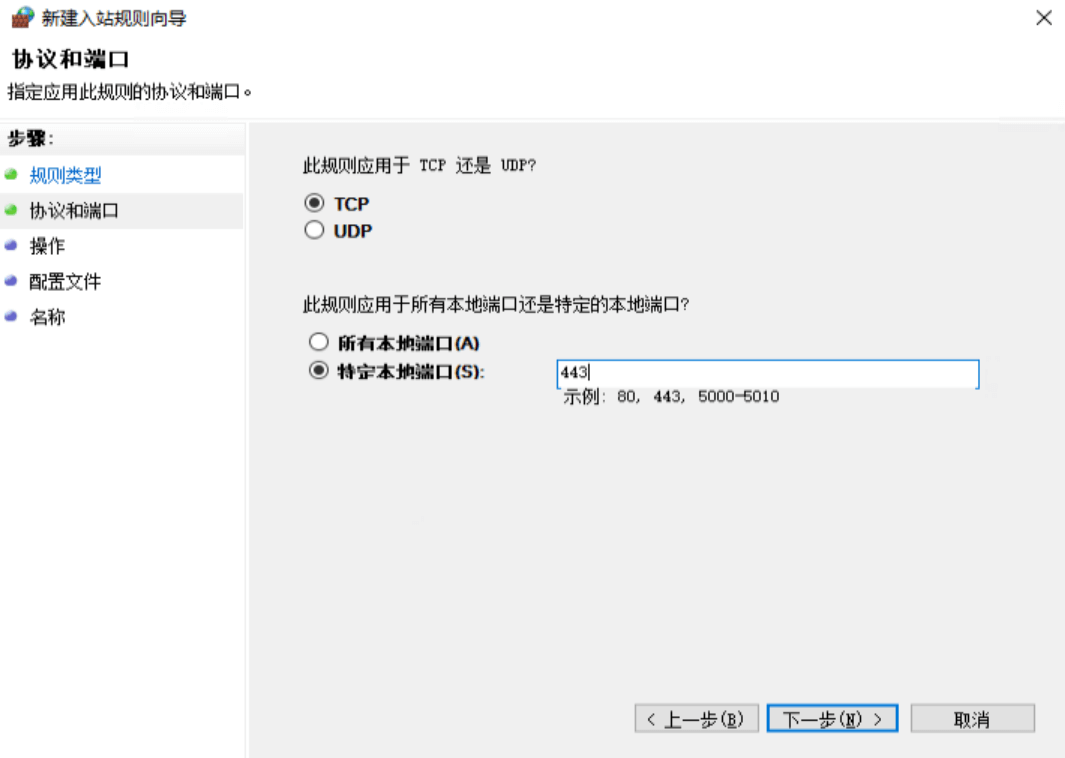 新建入站规则向导
协议和端口
指定应用此规则的协议和端口。
步骤:
规则类型
协议和端口
操作
配置文件
名称
此规则应用于 TCP 还是 UDP?
TCP
UDP
此规则应用于所有本地端口还是特定的本地端口?
所有本地端口(A)
特定本地端口(S):
443
示例: 80, 443, 5000-5010
< 上一步(B)
下一步(N) >
取消